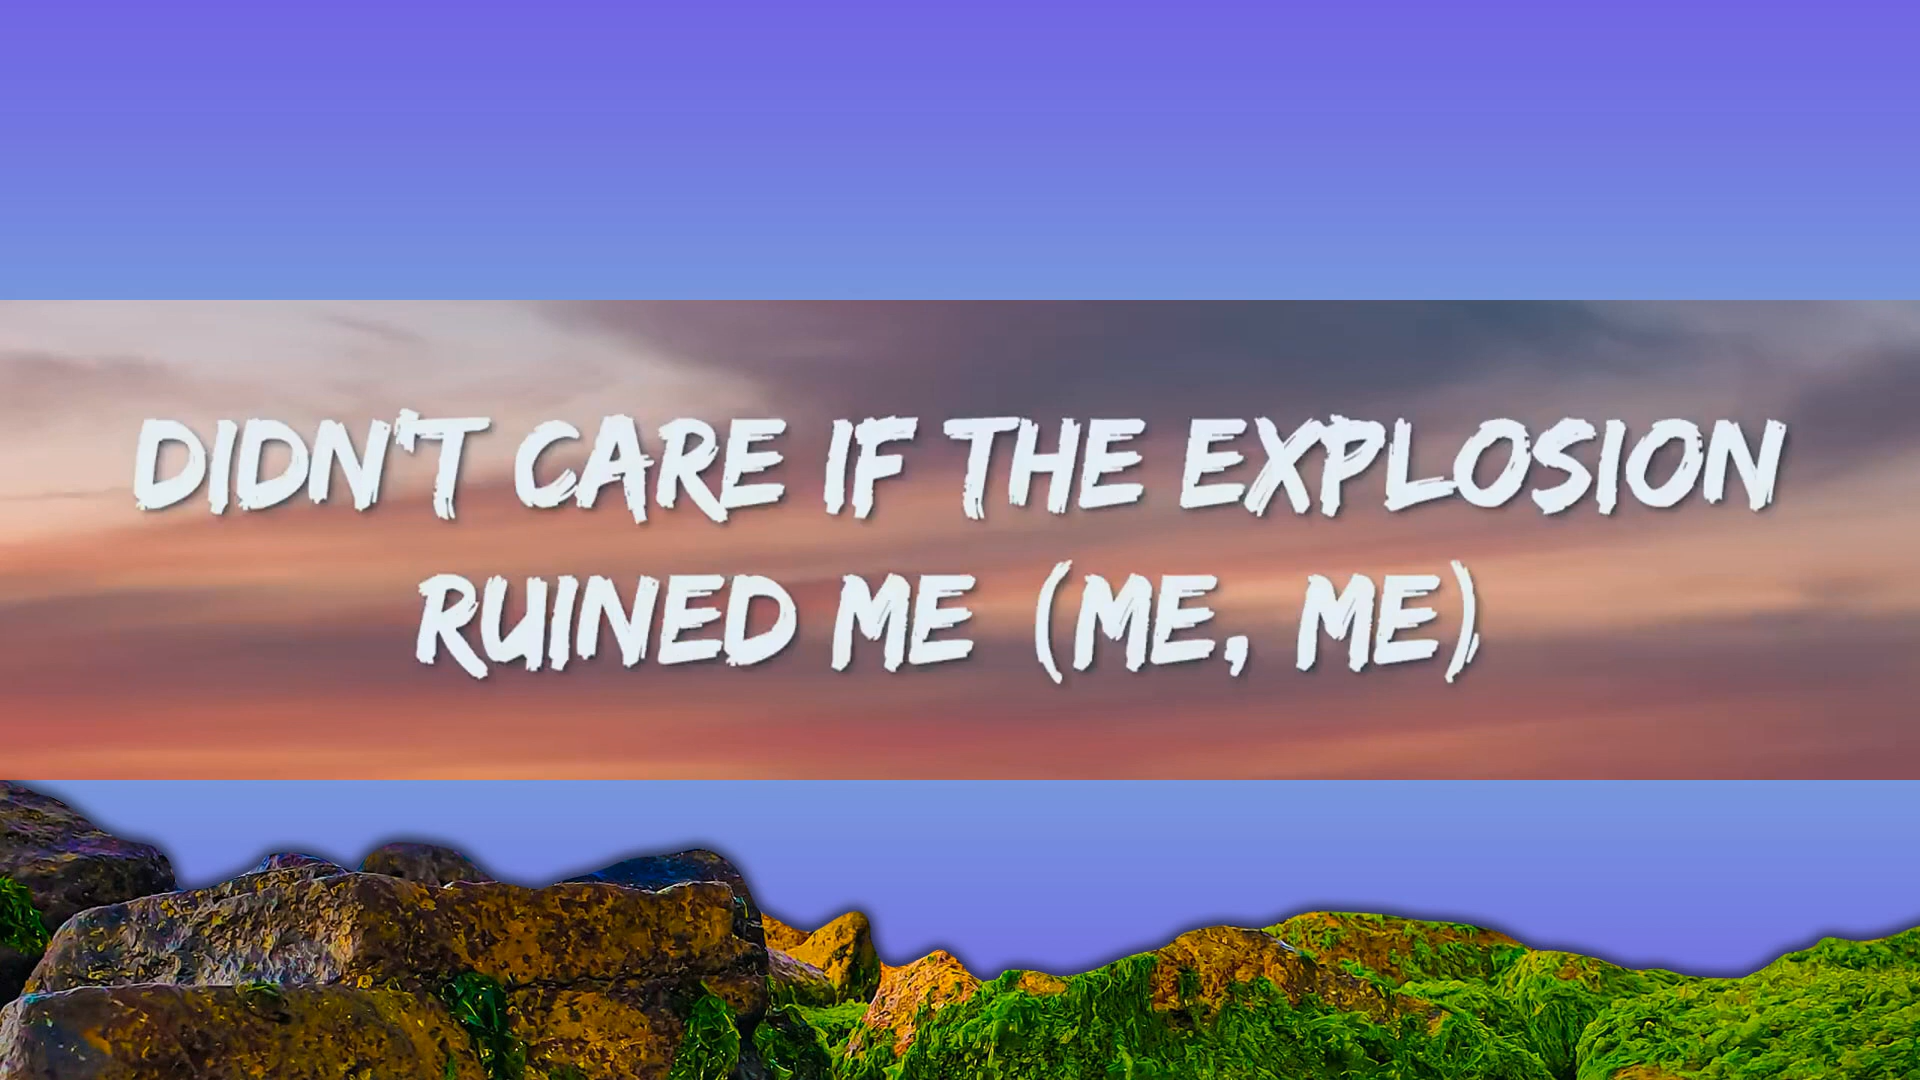 DIDN'T CARE IF THE EXPLOSION
RUINED ME (ME, ME)